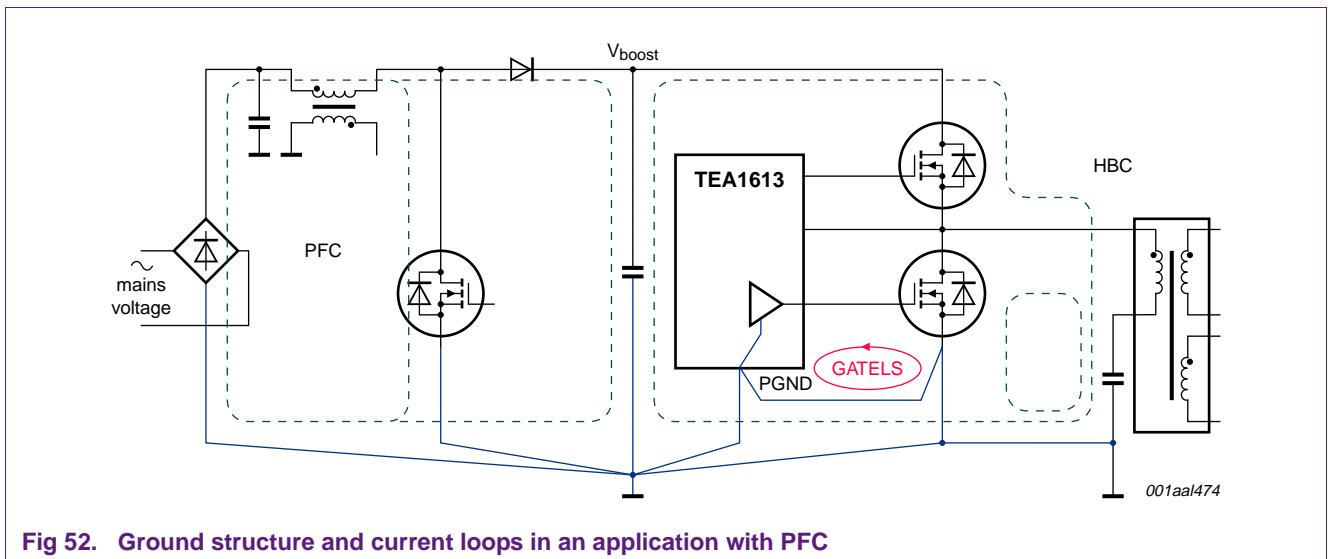 V_boost
TEA1613
HBC
PFC
~
mains
voltage
PGND
GATELS
001aal474
Fig 52. Ground structure and current loops in an application with PFC